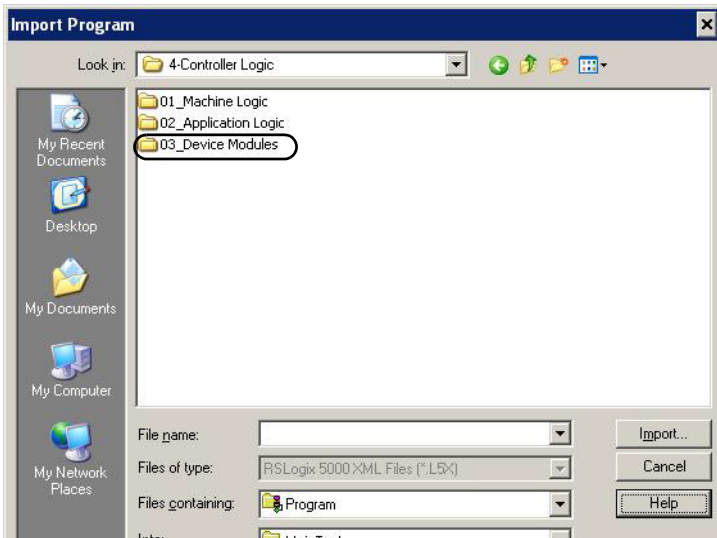 Import Program
Look in:
4-Controller Logic
01_Machine Logic
02_Application Logic
03_Device Modules
My Recent
Documents
Desktop
My Documents
My Computer
My Network
Places
File name:
Import...
Files of type:
RSLogix 5000 XML Files (*.L5X)
Cancel
Files containing:
Program
Help